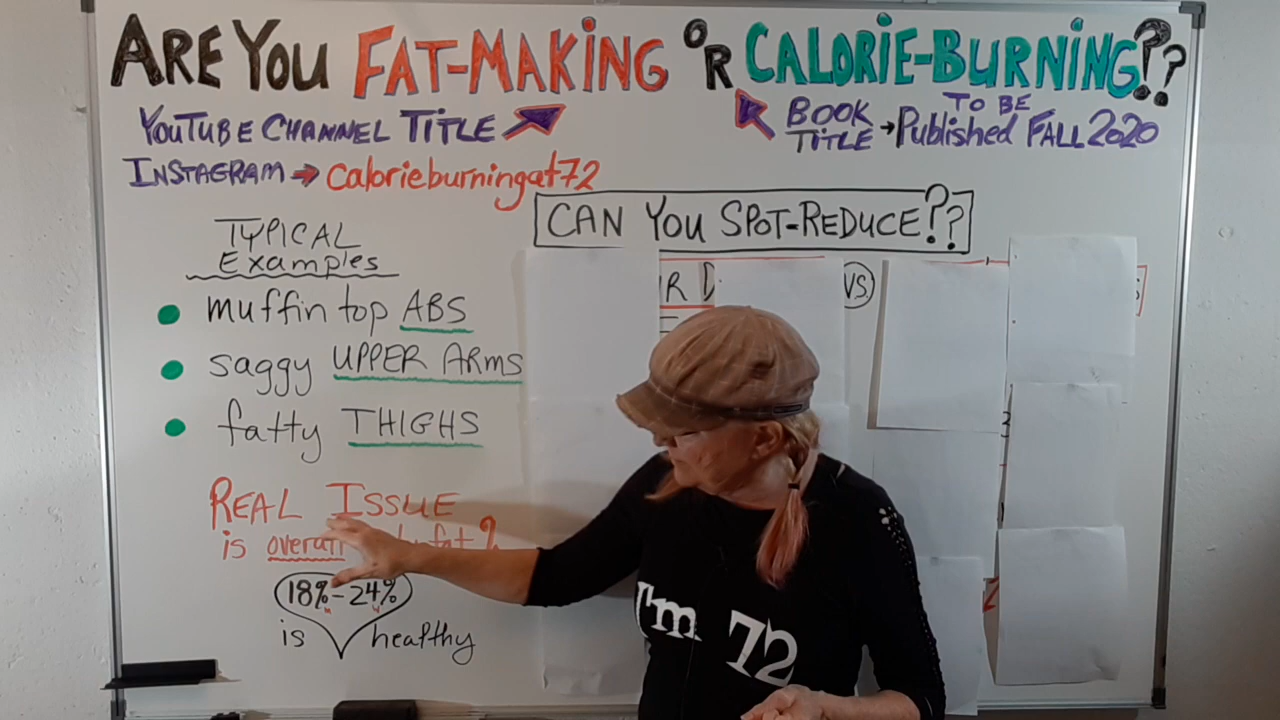 ARE YOU FAT-MAKING OR CALORIE-BURNING??
YOUTUBE CHANNEL TITLE
BOOK TITLE → TO BE Published FALL 2020
INSTAGRAM → calorieburningat72
CAN YOU SPOT-REDUCE??
TYPICAL
Examples
muffin top ABS
saggy UPPER ARMS
fatty THIGHS
VS
REAL ISSUE
is overall fat
18% - 24%
is healthy
I'm 72